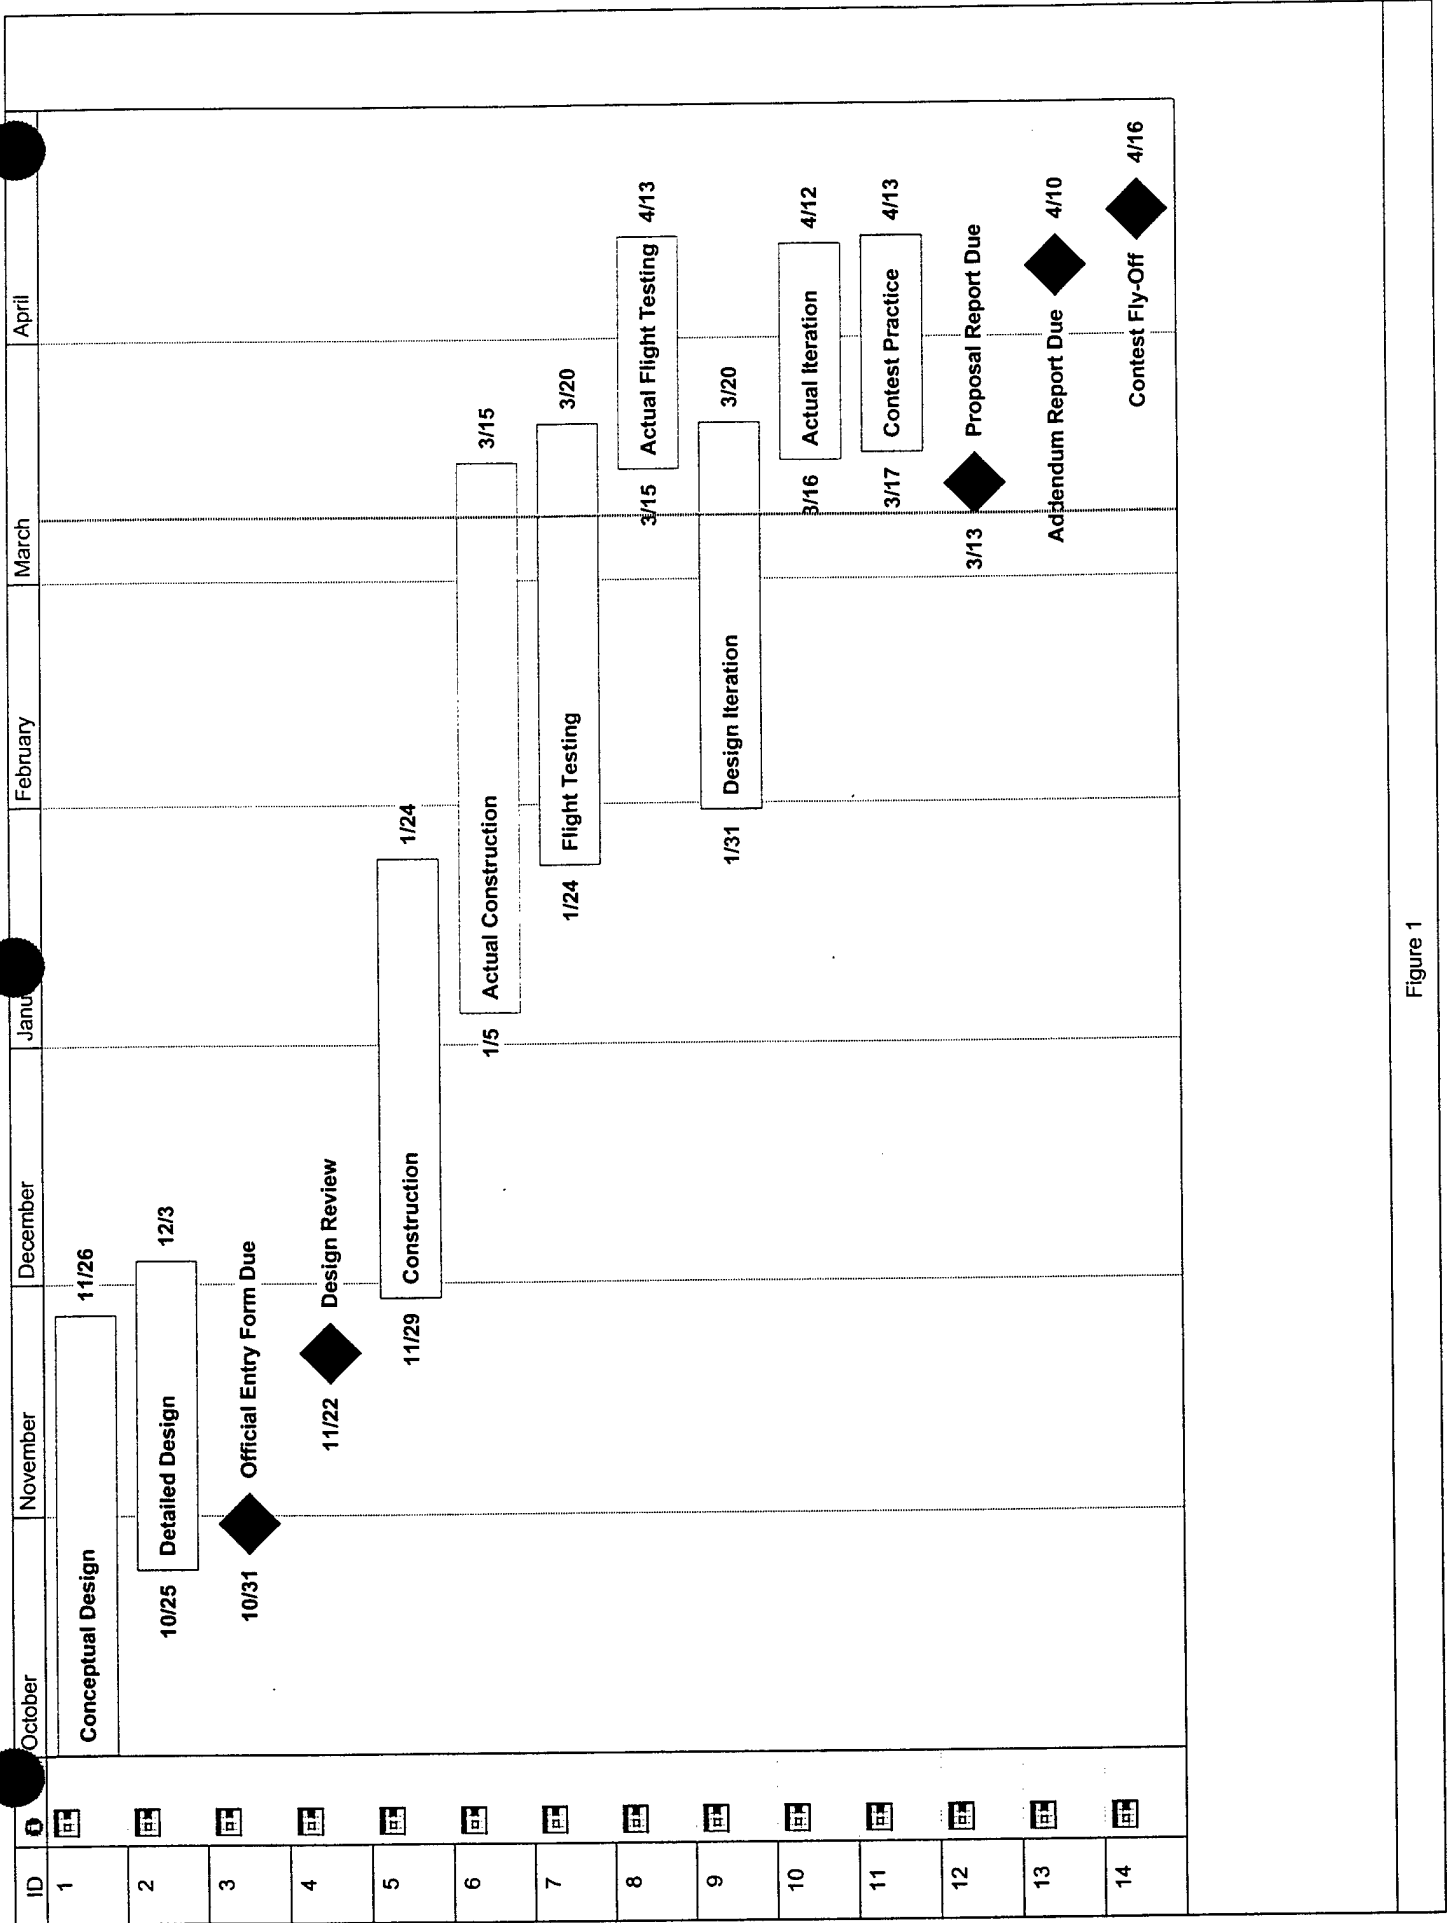 ID October November December Janu February March April
1 Conceptual Design 11/26
2 10/25 Detailed Design 12/3
3 10/31 Official Entry Form Due
4 11/22 Design Review
5 11/29 Construction 1/24
6 1/5 Actual Construction 3/15
7 1/24 Flight Testing 3/20
8 3/15 Actual Flight Testing 4/13
9 1/31 Design Iteration 3/20
10 3/16 Actual Iteration 4/12
11 3/17 Contest Practice 4/13
12 3/13 Proposal Report Due
13 Addendum Report Due 4/10
14 Contest Fly-Off 4/16
Figure 1